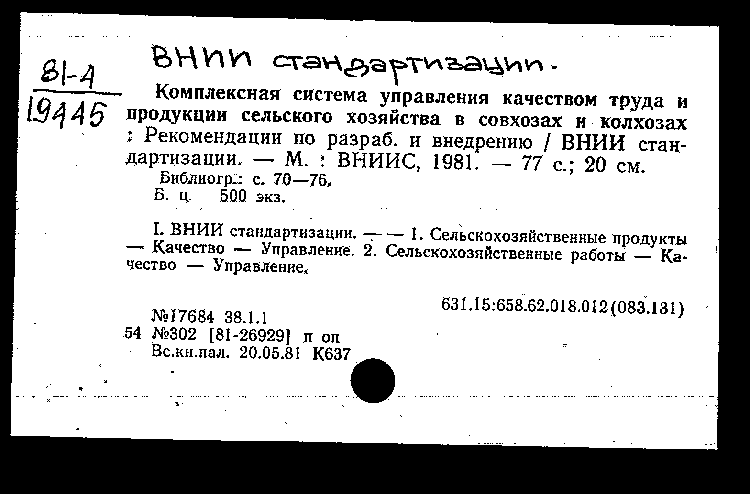 ВНИИ стандартизации.
81-4
19445
Комплексная система управления качеством труда и
продукции сельского хозяйства в совхозах и колхозах
: Рекомендации по разраб. и внедрению / ВНИИ стан-
дартизации. — М. : ВНИИС, 1981. — 77 с.; 20 см.
Библиогр.: с. 70—76.
Б. ц. 500 экз.
I. ВНИИ стандартизации. — — 1. Сельскохозяйственные продукты
— Качество — Управление. 2. Сельскохозяйственные работы — Ка-
чество — Управление.
631.15:658.62.018.012(083.131)
№17684 38.1.1
54 №302 [81-26929] п оп
Вс.кн.пал. 20.05.81 К637